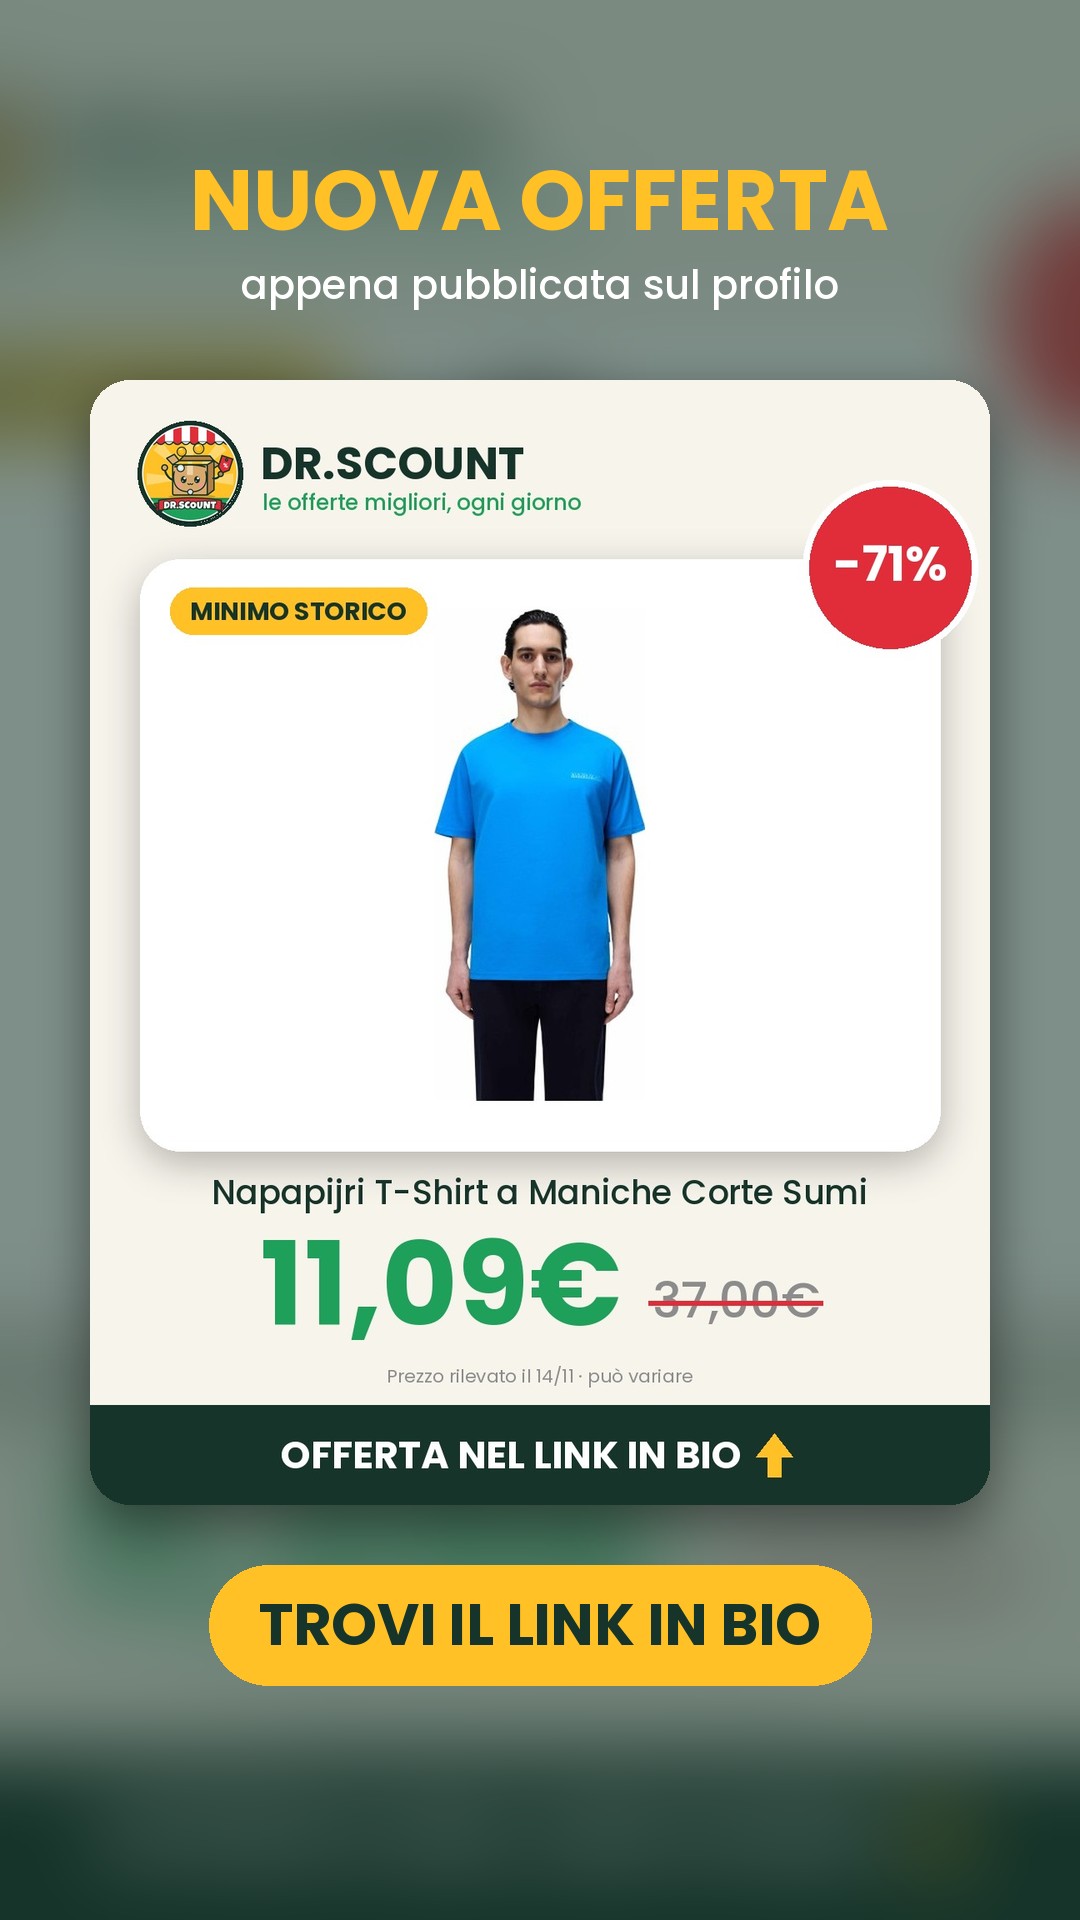 NUOVA OFFERTA
appena pubblicata sul profilo
DR.SCOUNT
DR.SCOUNT
le offerte migliori, ogni giorno
-71%
MINIMO STORICO
Napapijri T-Shirt a Maniche Corte Sumi
11,09€ 37,00€
Prezzo rilevato il 14/11 · può variare
OFFERTA NEL LINK IN BIO
TROVI IL LINK IN BIO